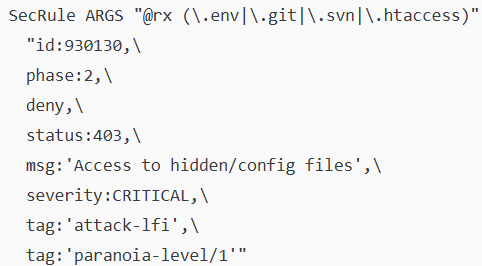 SecRule ARGS "@rx (\.env|\.git|\.svn|\.htaccess)"
"id:930130,\
phase:2,\
deny,\
status:403,\
msg:'Access to hidden/config files',\
severity:CRITICAL,\
tag:'attack-lfi',\
tag:'paranoia-level/1'"